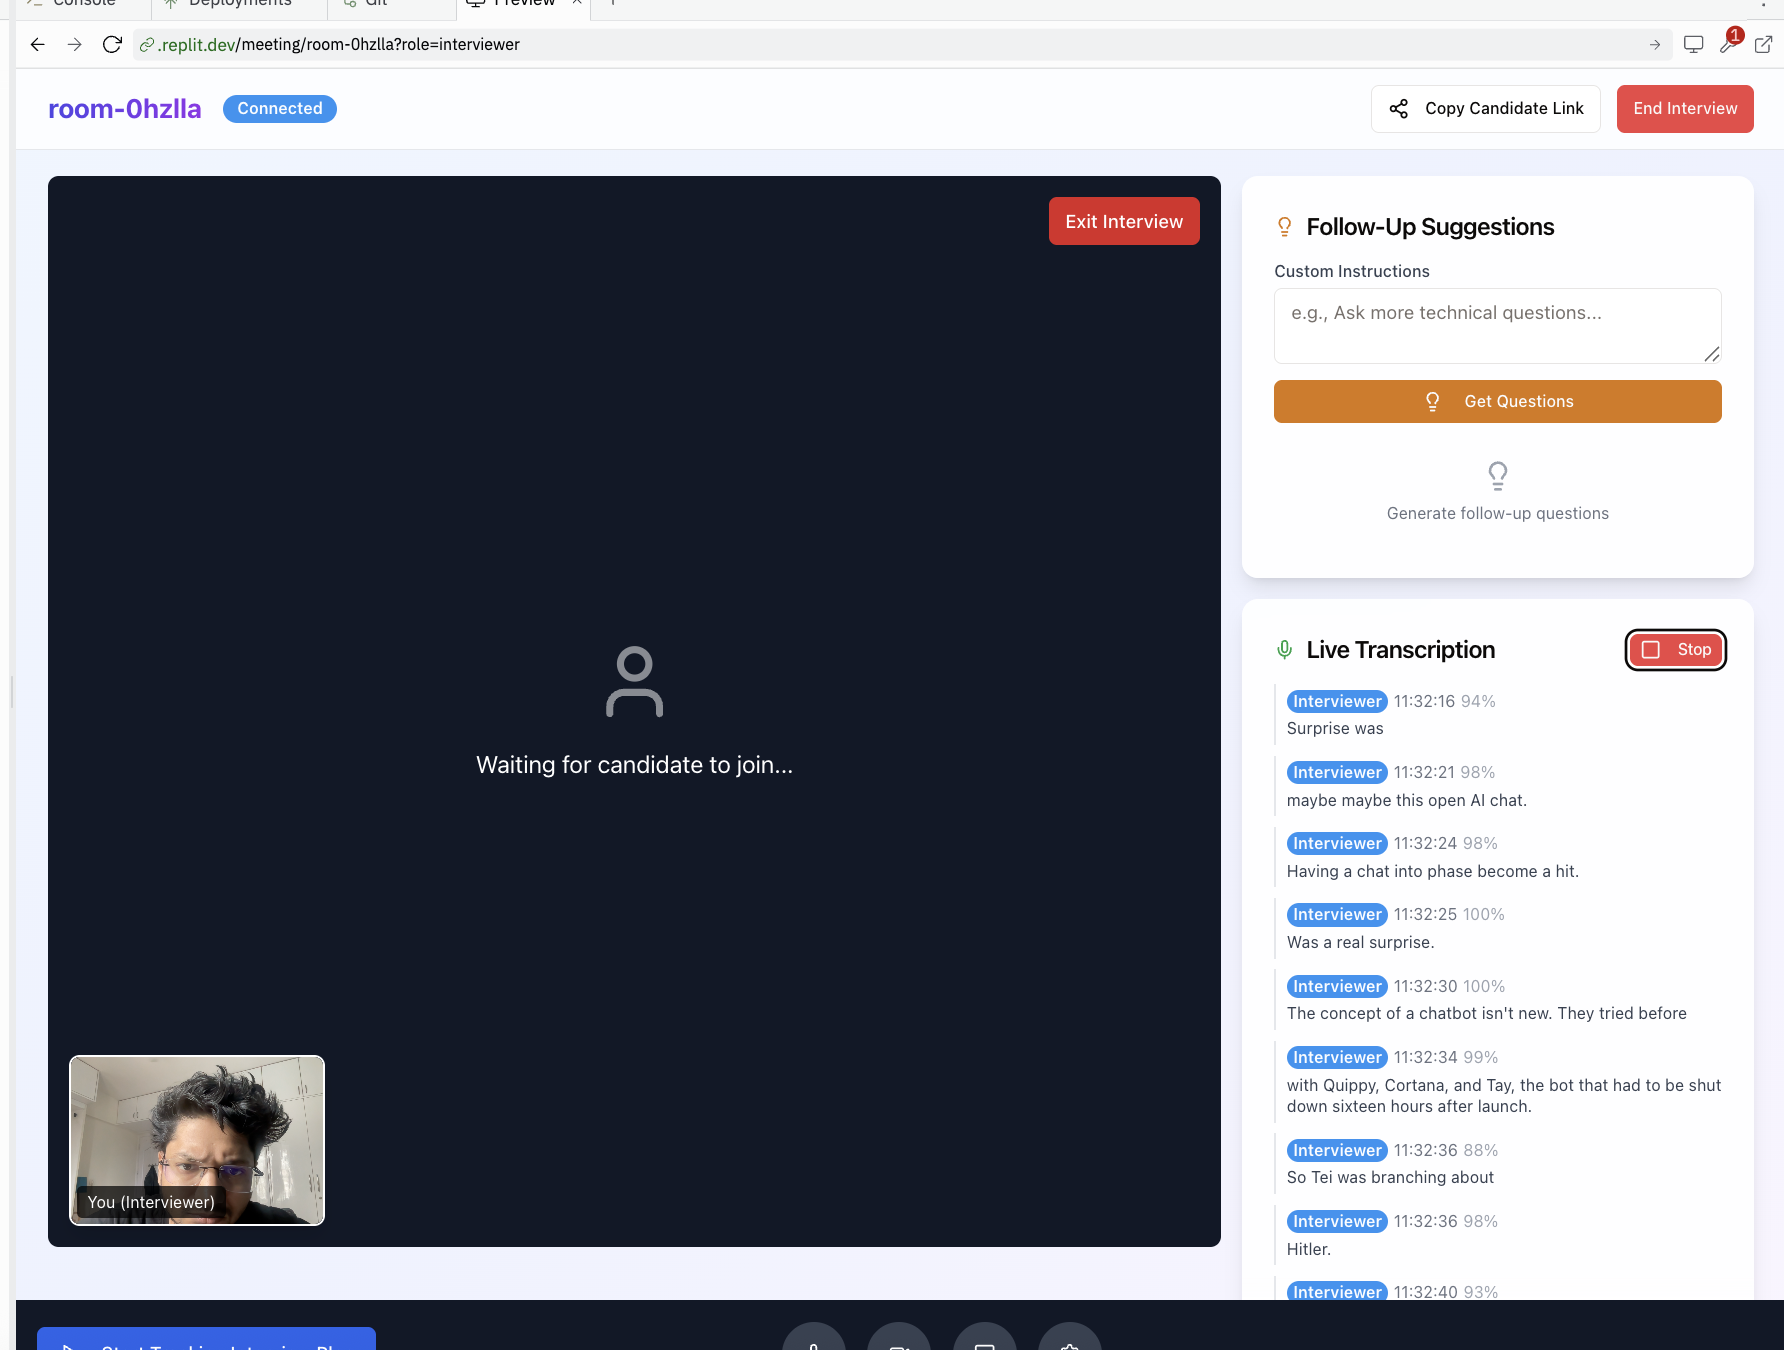 Console
Deployments
Git
Preview
.replit.dev/meeting/room-0hzlla?role=interviewer
1
room-0hzlla
Connected
Copy Candidate Link
End Interview
Exit Interview
Waiting for candidate to join...
You (Interviewer)
Follow-Up Suggestions
Custom Instructions
e.g., Ask more technical questions...
Get Questions
Generate follow-up questions
Live Transcription
Stop
Interviewer 11:32:16 94%
Surprise was
Interviewer 11:32:21 98%
maybe maybe this open AI chat.
Interviewer 11:32:24 98%
Having a chat into phase become a hit.
Interviewer 11:32:25 100%
Was a real surprise.
Interviewer 11:32:30 100%
The concept of a chatbot isn't new. They tried before
Interviewer 11:32:34 99%
with Quippy, Cortana, and Tay, the bot that had to be shut
down sixteen hours after launch.
Interviewer 11:32:36 88%
So Tei was branching about
Interviewer 11:32:36 98%
Hitler.
Interviewer 11:32:40 93%